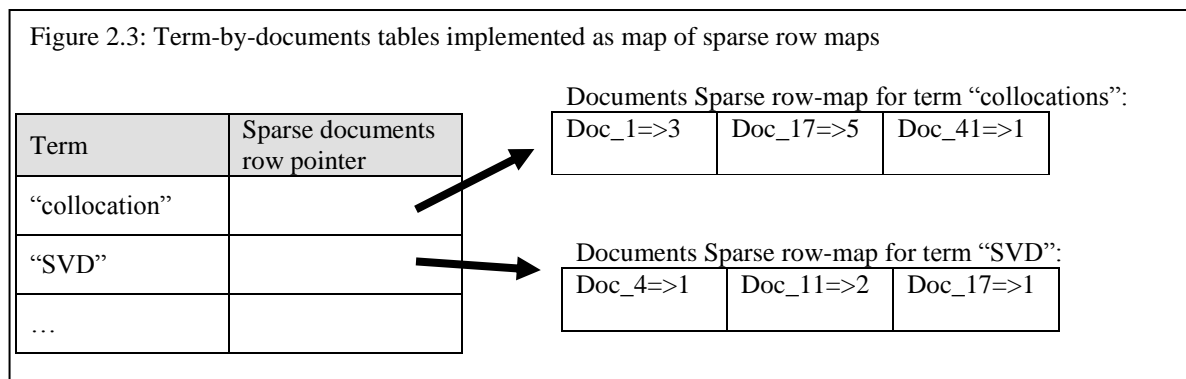 Figure 2.3: Term-by-documents tables implemented as map of sparse row maps
Documents Sparse row-map for term “collocations”:
Doc_1=>3 Doc_17=>5 Doc_41=>1
Term
Sparse documents
row pointer
“collocation”
“SVD”
…
Documents Sparse row-map for term “SVD”:
Doc_4=>1 Doc_11=>2 Doc_17=>1